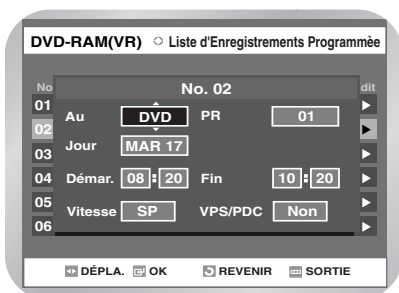 DVD-RAM(VR) Liste d'Enregistrements Programmèe
No dit
No. 02
01
Au DVD PR 01
02
Jour MAR 17
03
04 Démar. 08 : 20 Fin 10 : 20
05
Vitesse SP VPS/PDC Non
06
DÉPLA. OK REVENIR SORTIE